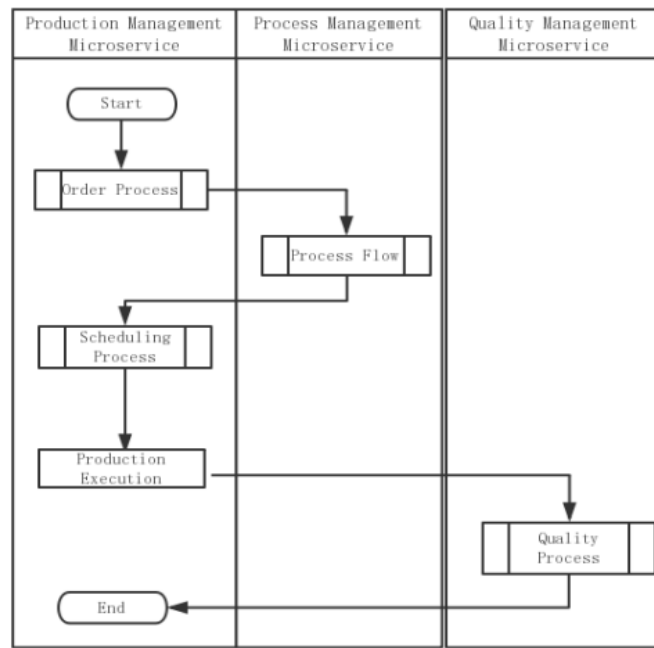 Production Management
Microservice
Process Management
Microservice
Quality Management
Microservice
Start
Order Process
Process Flow
Scheduling
Process
Production
Execution
Quality
Process
End